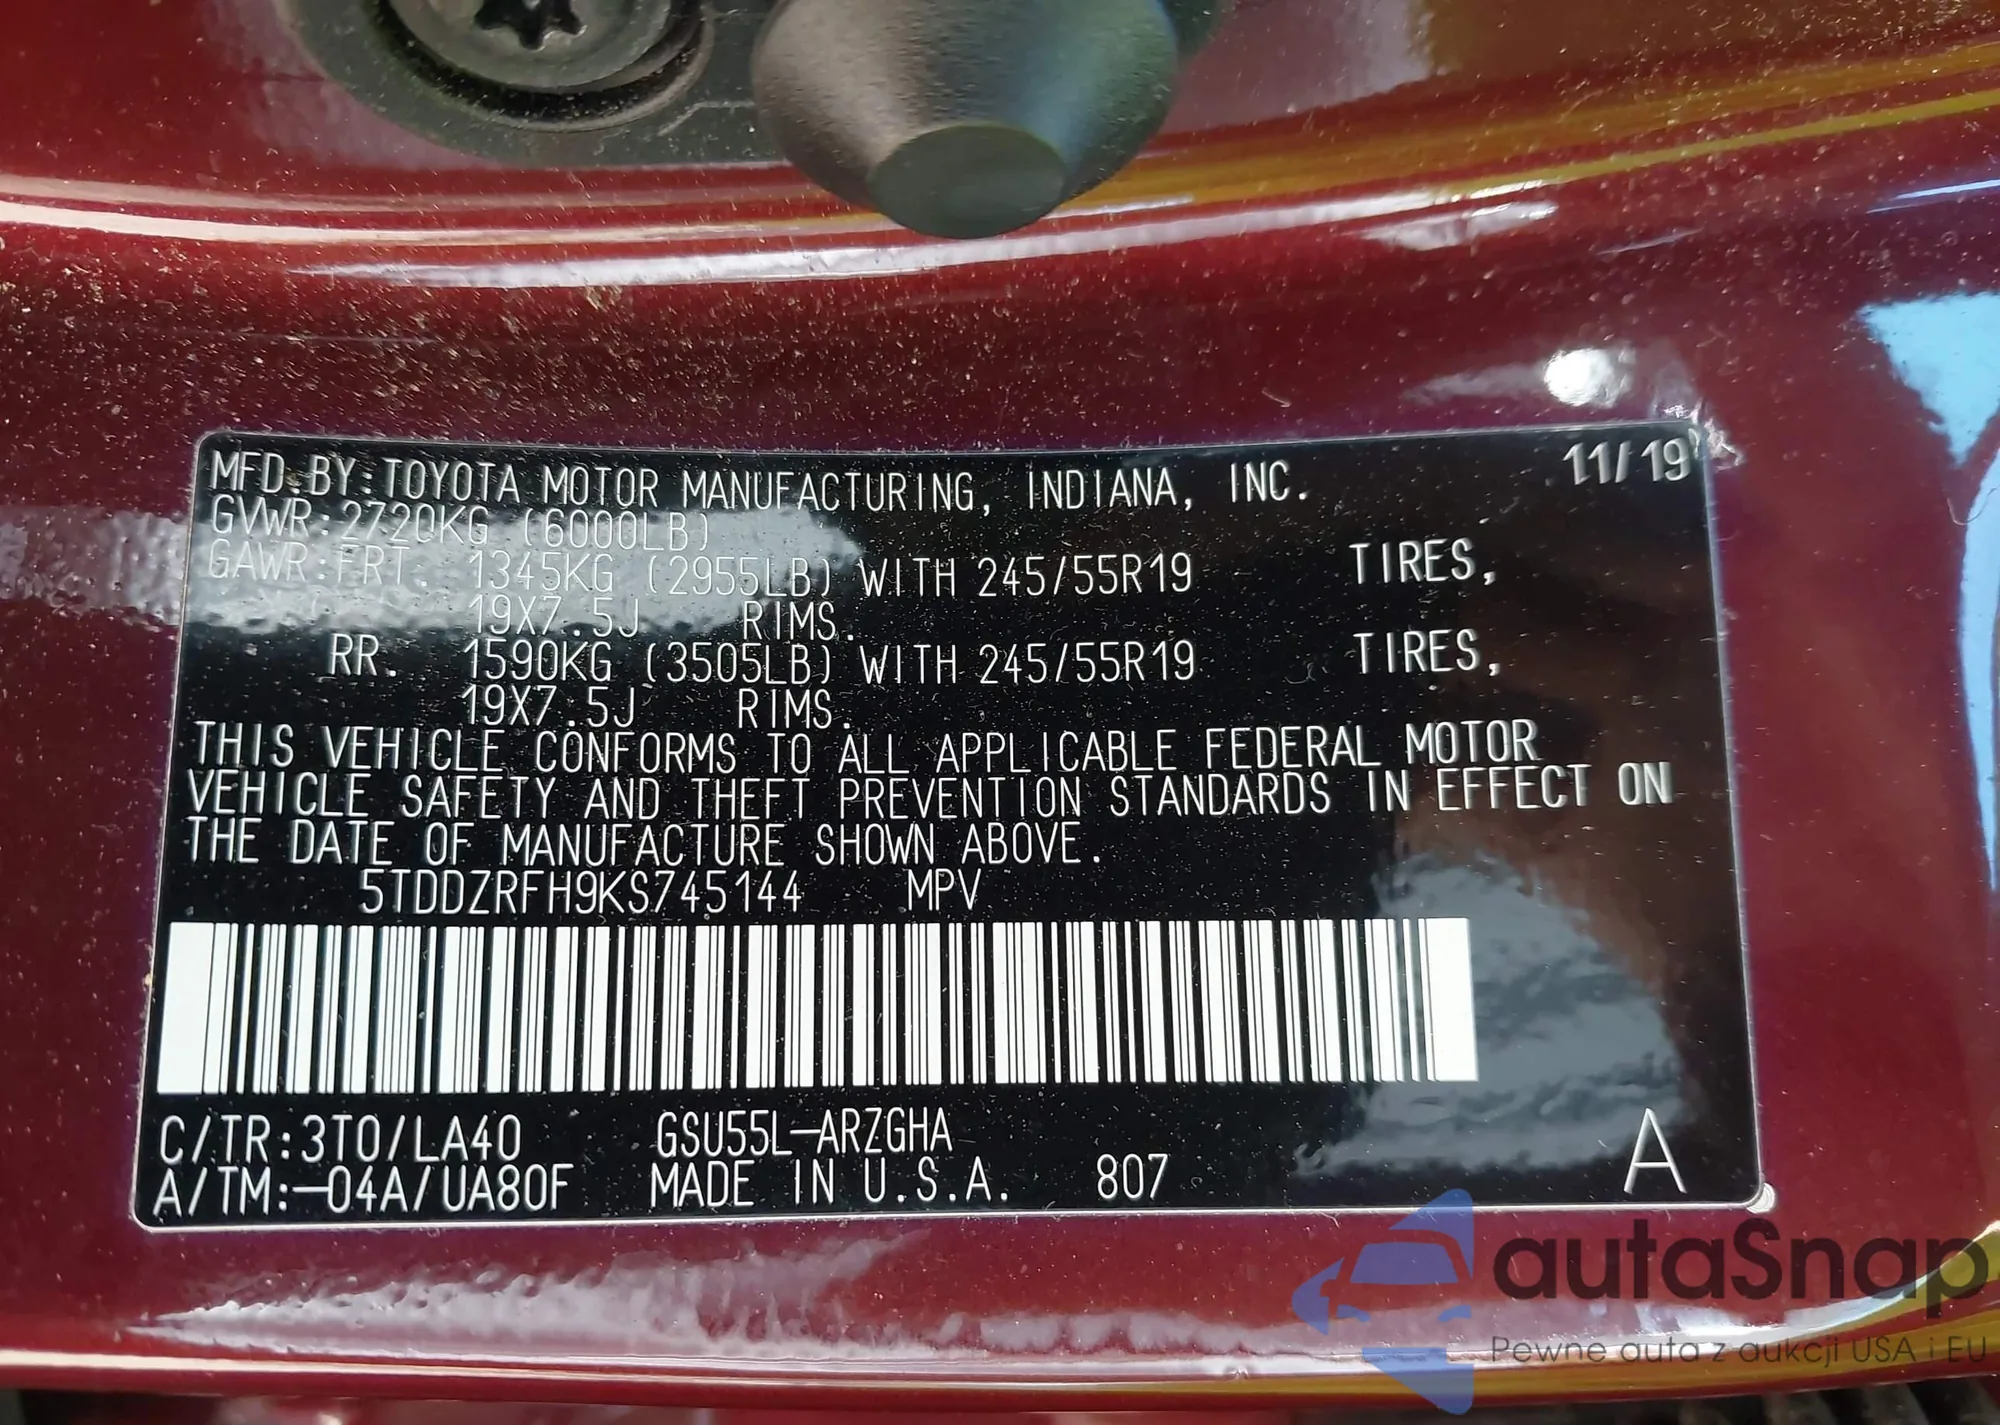 MFD.BY:TOYOTA MOTOR MANUFACTURING, INDIANA, INC. 11/19
GVWR:2720KG (6000LB)
GAWR:FRT. 1345KG (2955LB) WITH 245/55R19 TIRES,
19X7.5J RIMS.
RR. 1590KG (3505LB) WITH 245/55R19 TIRES,
19X7.5J RIMS.
THIS VEHICLE CONFORMS TO ALL APPLICABLE FEDERAL MOTOR
VEHICLE SAFETY AND THEFT PREVENTION STANDARDS IN EFFECT ON
THE DATE OF MANUFACTURE SHOWN ABOVE.
5TDDZRFH9KS745144 MPV
C/TR:3T0/LA40 GSU55L-ARZGHA
A/TM:-04A/UA80F MADE IN U.S.A. 807 A
autaSnap
Pewne auta z aukcji USA i EU